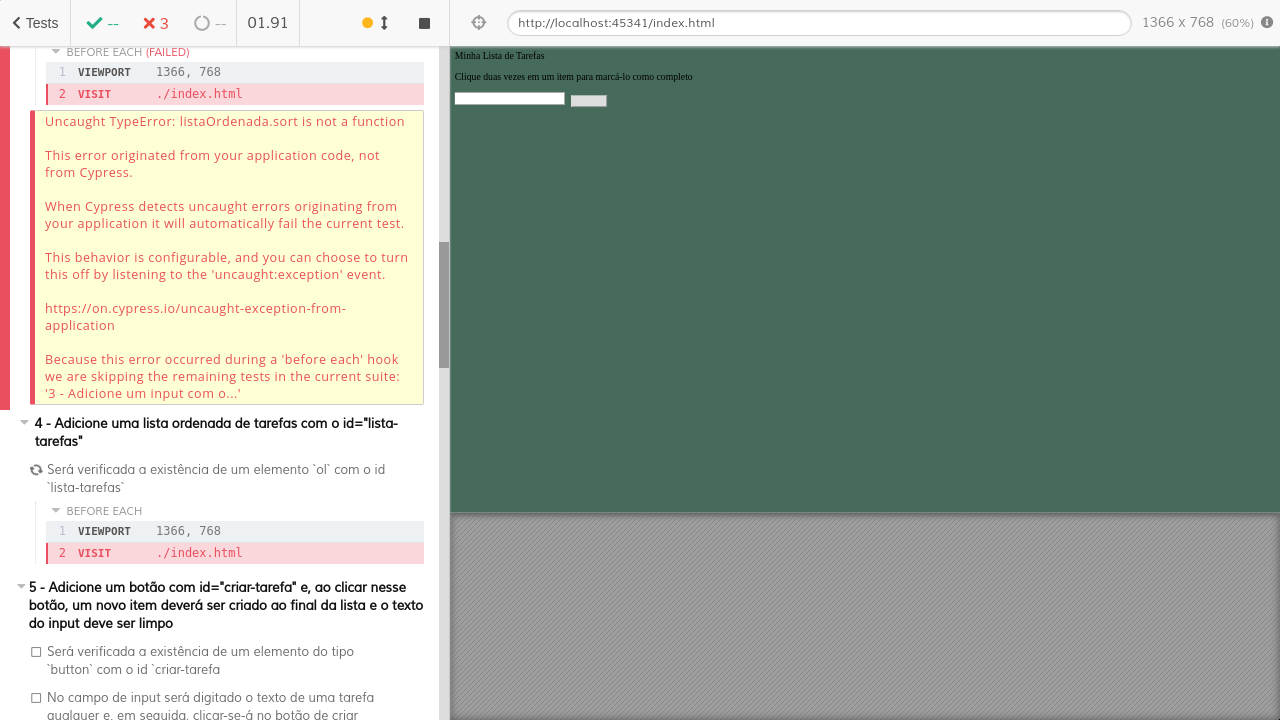 Tests
--
3
--
01.91
http://localhost:45341/index.html
1366 x 768 (60%)
BEFORE EACH (FAILED)
1 VIEWPORT 1366, 768
2 VISIT ./index.html
Uncaught TypeError: listaOrdenada.sort is not a function
This error originated from your application code, not
from Cypress.
When Cypress detects uncaught errors originating from
your application it will automatically fail the current test.
This behavior is configurable, and you can choose to turn
this off by listening to the 'uncaught:exception' event.
https://on.cypress.io/uncaught-exception-from-
application
Because this error occurred during a 'before each' hook
we are skipping the remaining tests in the current suite:
'3 - Adicione um input com o...'
4 - Adicione uma lista ordenada de tarefas com o id="lista-
tarefas"
Será verificada a existência de um elemento `ol` com o id
`lista-tarefas`
BEFORE EACH
1 VIEWPORT 1366, 768
2 VISIT ./index.html
5 - Adicione um botão com id="criar-tarefa" e, ao clicar nesse
botão, um novo item deverá ser criado ao final da lista e o texto
do input deve ser limpo
Será verificada a existência de um elemento do tipo
`button` com o id `criar-tarefa
No campo de input será digitado o texto de uma tarefa
qualquer e, em seguida, clicar-se-á no botão de criar
Minha Lista de Tarefas
Clique duas vezes em um item para marcá-lo como completo